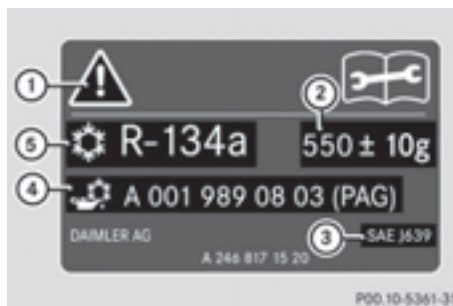 1
2
5 R-134a 550 ± 10g
4 A 001 989 08 03 (PAG)
DAIMLER AG 3 SAE J639
A 246 817 15 20
P00.10-5361-31